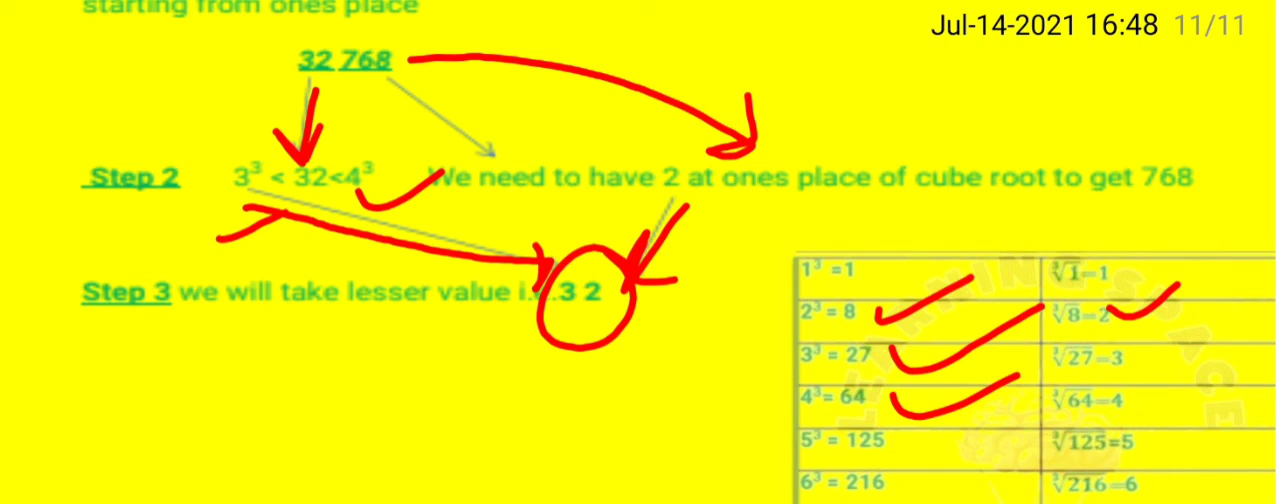 starting from ones place
Jul-14-2021 16:48 11/11
32 768
Step 2 3³ < 32<4³ We need to have 2 at ones place of cube root to get 768
Step 3 we will take lesser value i. 3 2
1³ =1 ∛1=1
2³ = 8 ∛8=2
3³ = 27 ∛27=3
4³= 64 ∛64=4
5³ = 125 ∛125=5
6³ = 216 ∛216=6
LEARNING SPACE